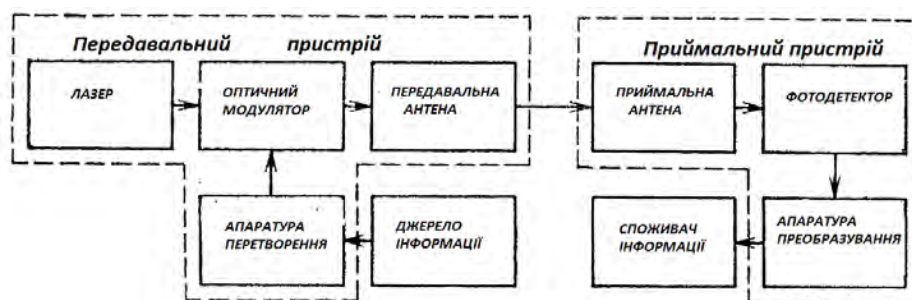 Передавальний пристрій
Приймальний пристрій
ЛАЗЕР
ОПТИЧНИЙ
МОДУЛЯТОР
ПЕРЕДАВАЛЬНА
АНТЕНА
ПРИЙМАЛЬНА
АНТЕНА
ФОТОДЕТЕКТОР
АПАРАТУРА
ПЕРЕТВОРЕННЯ
ДЖЕРЕЛО
ІНФОРМАЦІЇ
СПОЖИВАЧ
ІНФОРМАЦІЇ
АПАРАТУРА
ПРЕОБРАЗУВАННЯ